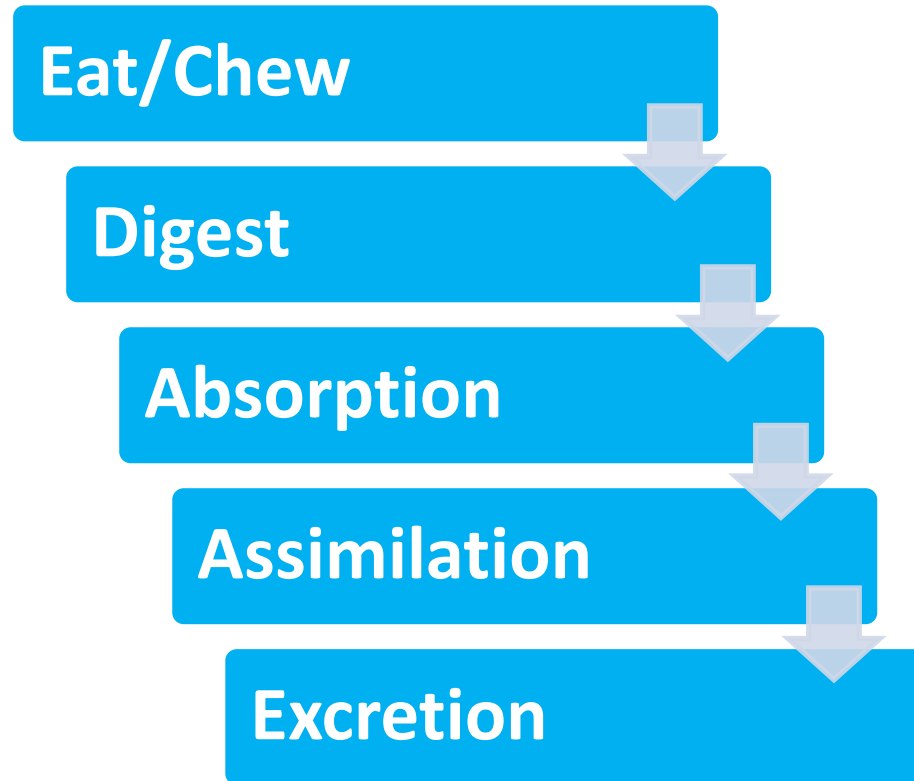 Eat/Chew
Digest
Absorption
Assimilation
Excretion